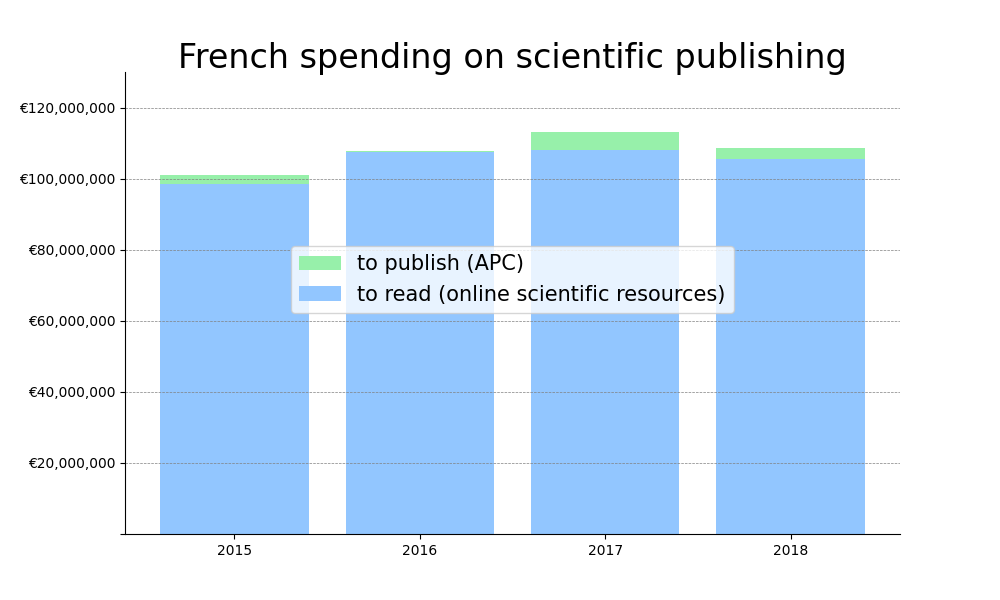 French spending on scientific publishing
€120,000,000
€100,000,000
€80,000,000
€60,000,000
€40,000,000
€20,000,000
to publish (APC)
to read (online scientific resources)
2015 2016 2017 2018